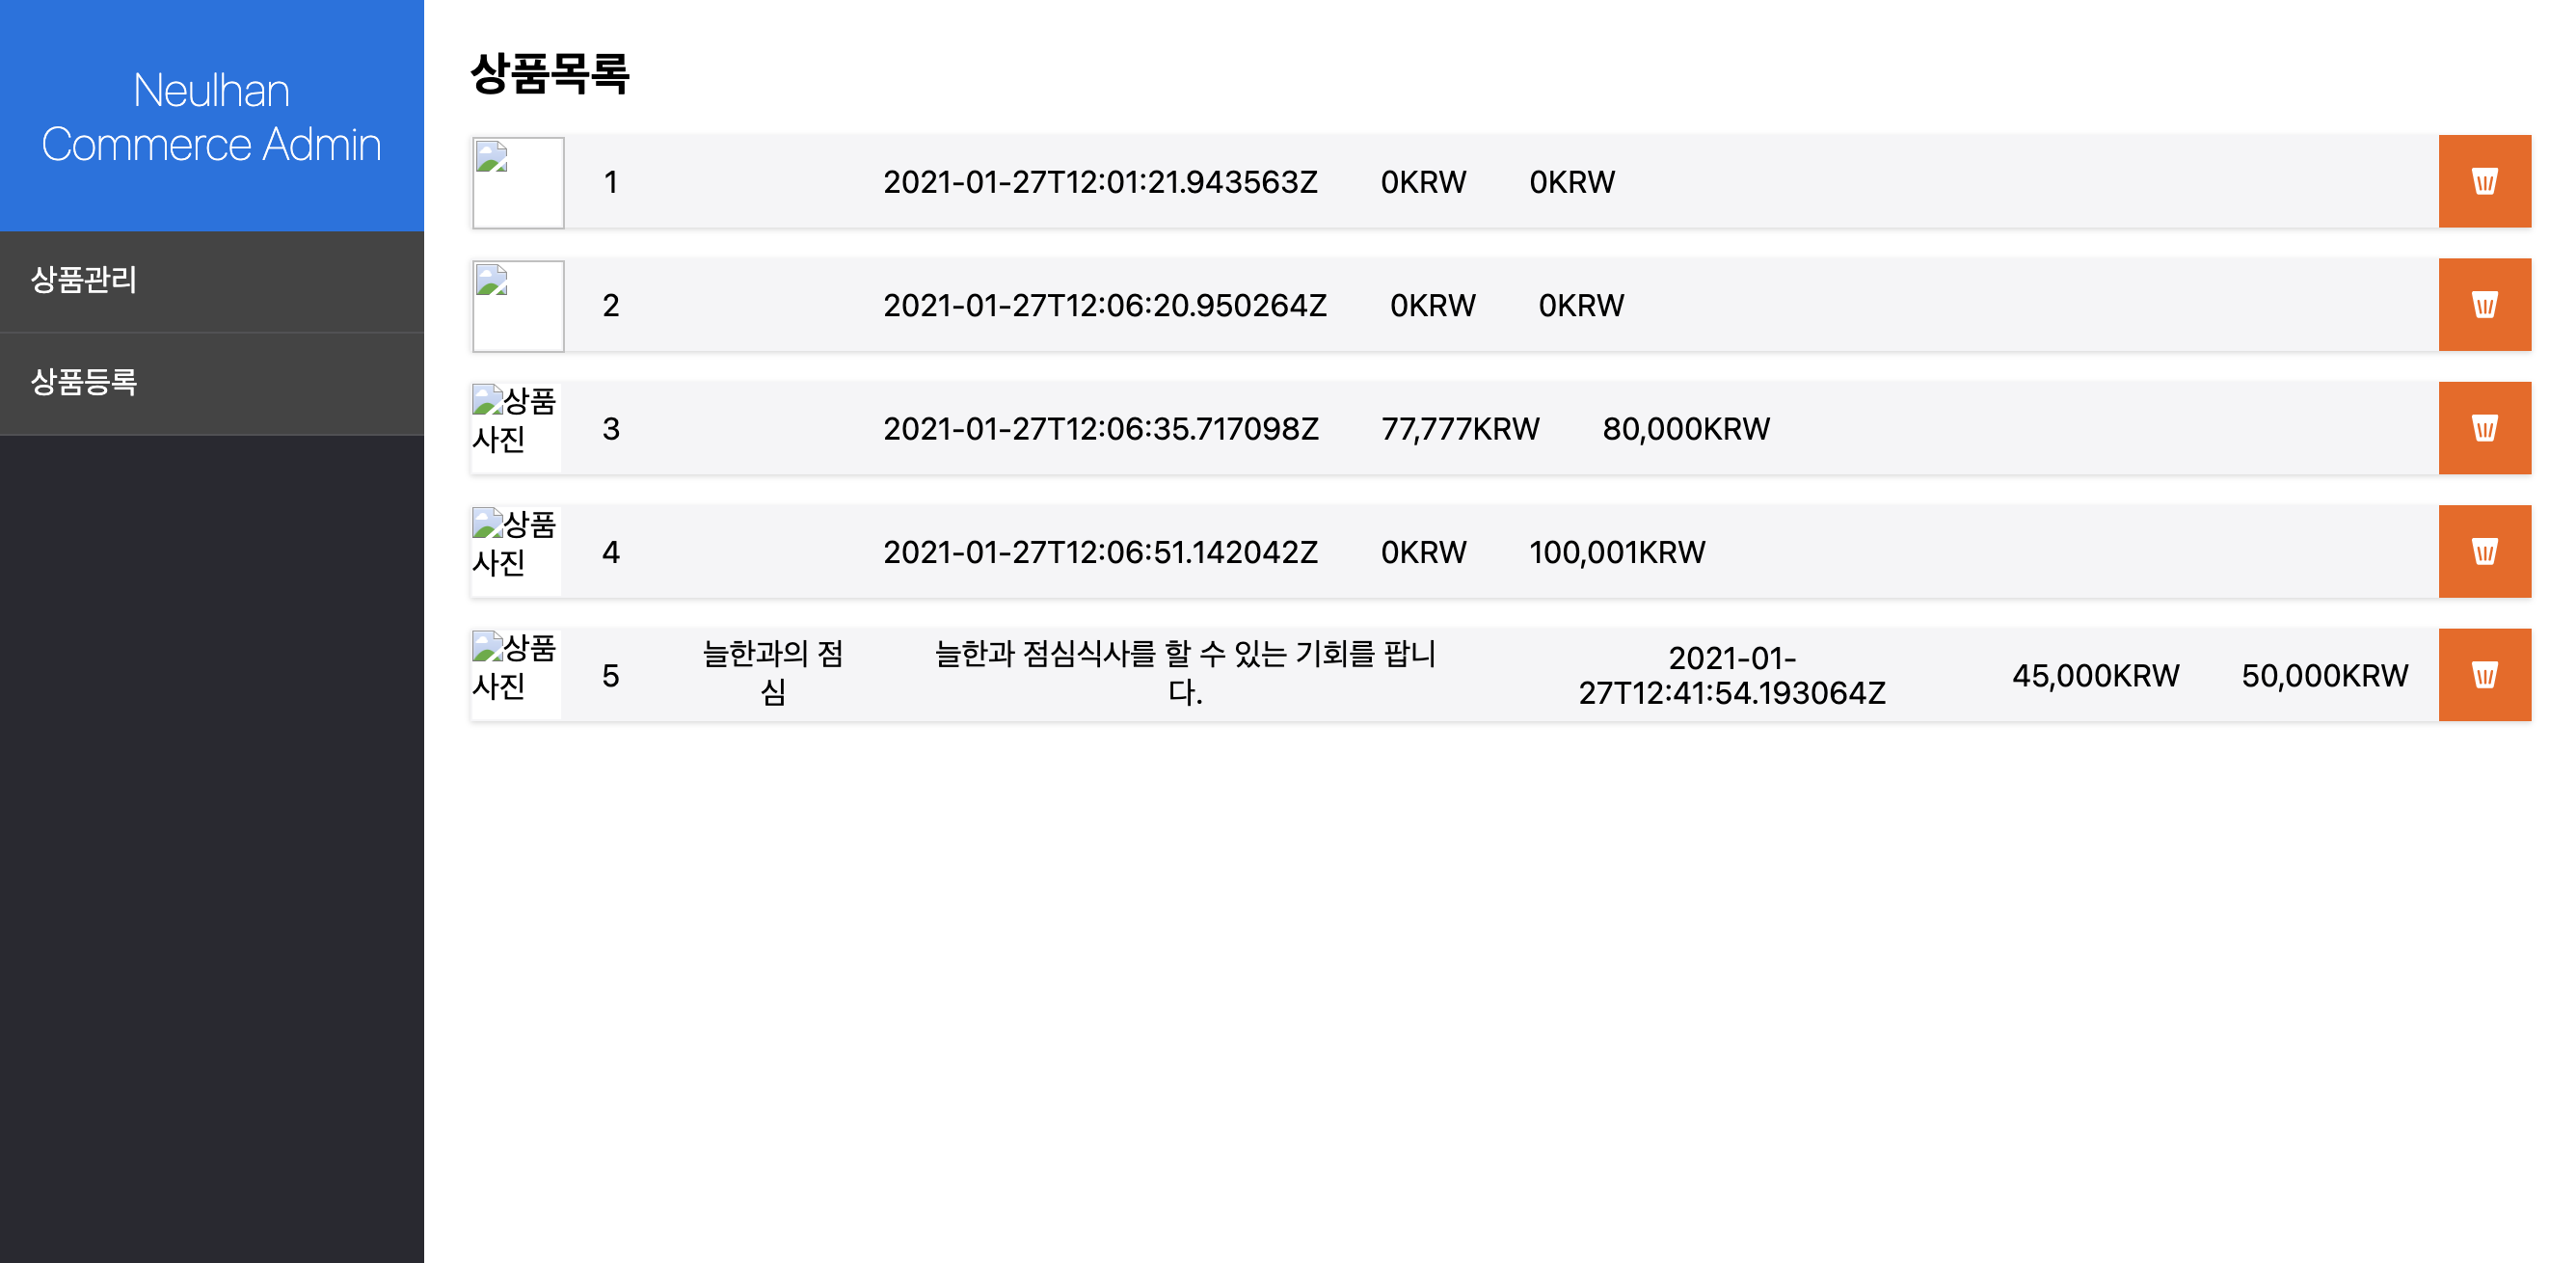 Neulhan
Commerce Admin
상품관리
상품등록
상품목록
1 2021-01-27T12:01:21.943563Z 0KRW 0KRW
2 2021-01-27T12:06:20.950264Z 0KRW 0KRW
상품
사진
3 2021-01-27T12:06:35.717098Z 77,777KRW 80,000KRW
상품
사진
4 2021-01-27T12:06:51.142042Z 0KRW 100,001KRW
상품
사진
5
늘한과의 점
심
늘한과 점심식사를 할 수 있는 기회를 팝니
다.
2021-01-
27T12:41:54.193064Z
45,000KRW 50,000KRW